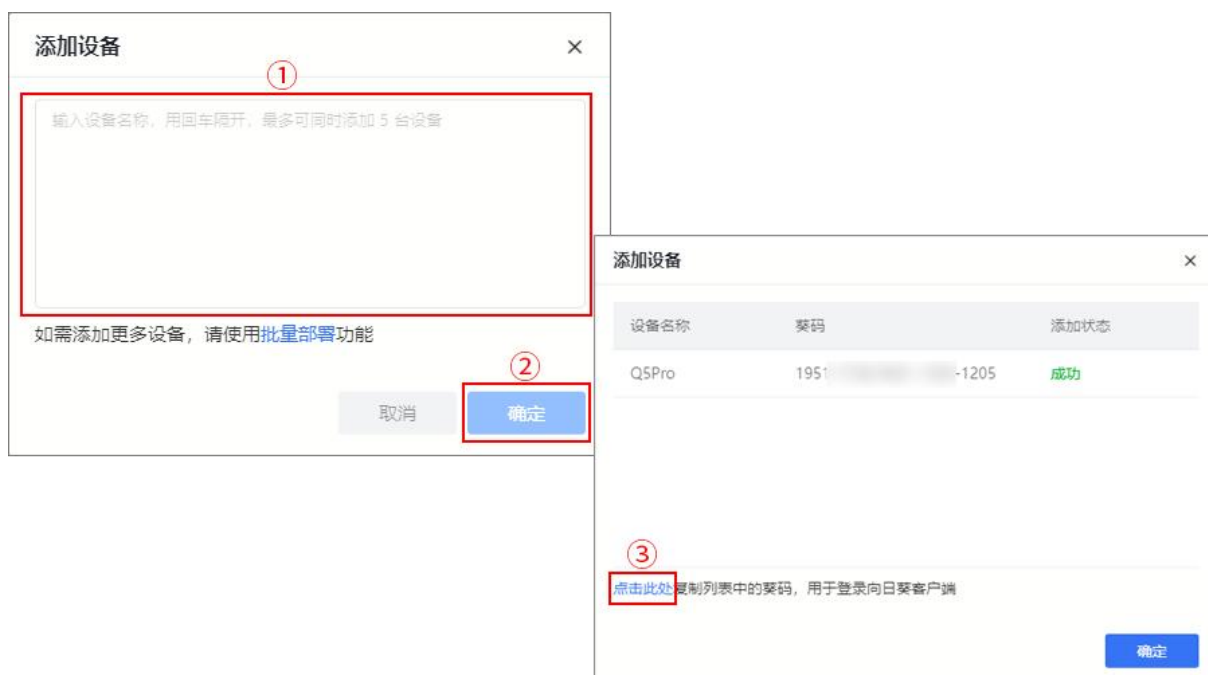 添加设备
①
输入设备名称，用回车隔开，最多可同时添加 5 台设备
如需添加更多设备，请使用批量部署功能
②
取消
确定
添加设备
设备名称 葵码 添加状态
Q5Pro 1951 -1205 成功
③
点击此处复制列表中的葵码，用于登录向日葵客户端
确定